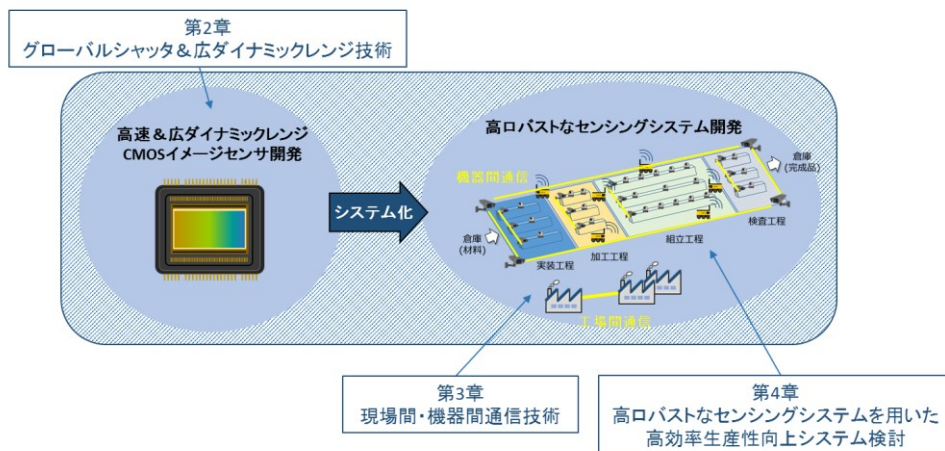 第2章
グローバルシャッタ＆広ダイナミックレンジ技術
高速＆広ダイナミックレンジ
CMOSイメージセンサ開発
システム化
高ロバストなセンシングシステム開発
機器間通信
倉庫
(完成品)
検査工程
組立工程
加工工程
実装工程
倉庫
(材料)
工場間通信
第3章
現場間・機器間通信技術
第4章
高ロバストなセンシングシステムを用いた
高効率生産性向上システム検討